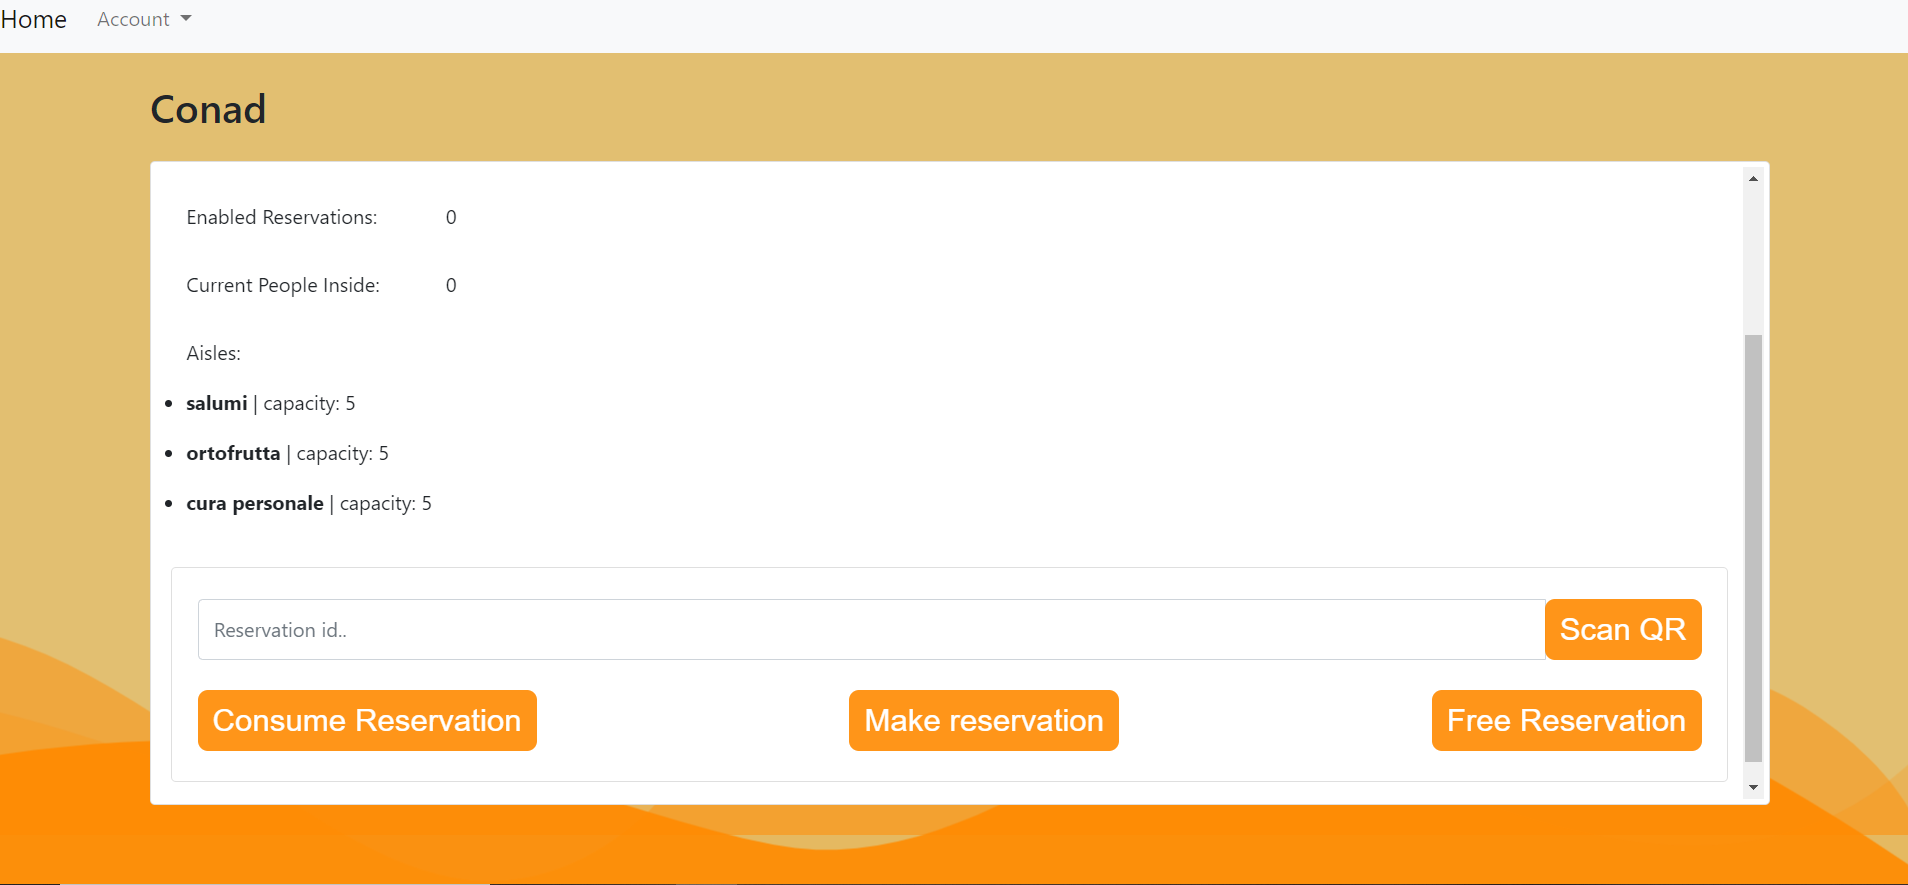 Home Account
Conad
Enabled Reservations: 0
Current People Inside: 0
Aisles:
salumi | capacity: 5
ortofrutta | capacity: 5
cura personale | capacity: 5
Reservation id.. Scan QR
Consume Reservation Make reservation Free Reservation